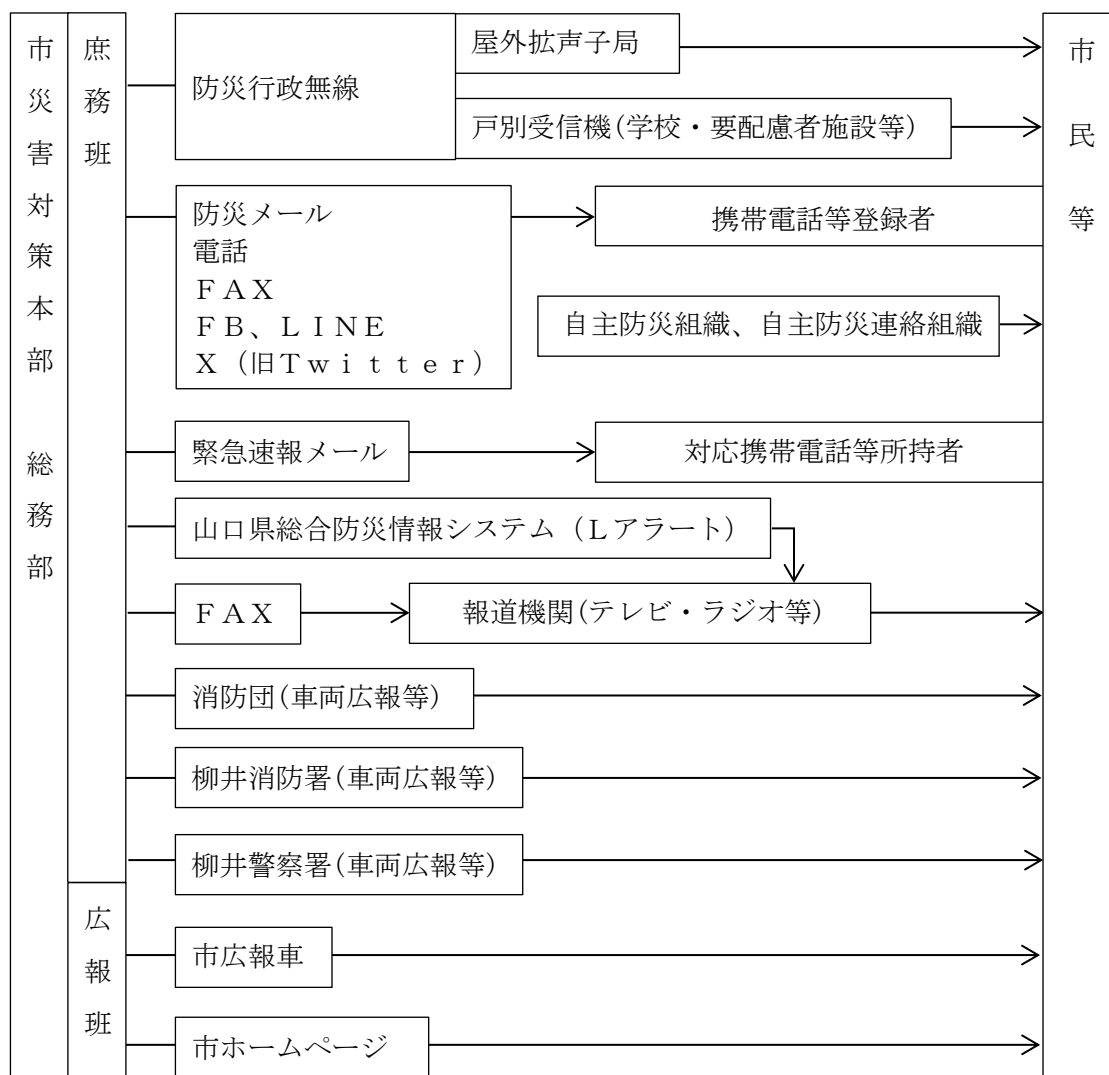 市災害対策本部 総務部
庶務班
防災行政無線
屋外拡声子局
戸別受信機(学校・要配慮者施設等)
防災メール
電話
ＦＡＸ
ＦＢ、ＬＩＮＥ
Ｘ（旧Ｔｗｉｔｔｅｒ）
携帯電話等登録者
自主防災組織、自主防災連絡組織
緊急速報メール
対応携帯電話等所持者
山口県総合防災情報システム（Ｌアラート）
ＦＡＸ
報道機関(テレビ・ラジオ等)
消防団(車両広報等)
柳井消防署(車両広報等)
柳井警察署(車両広報等)
広報班
市広報車
市ホームページ
市民等